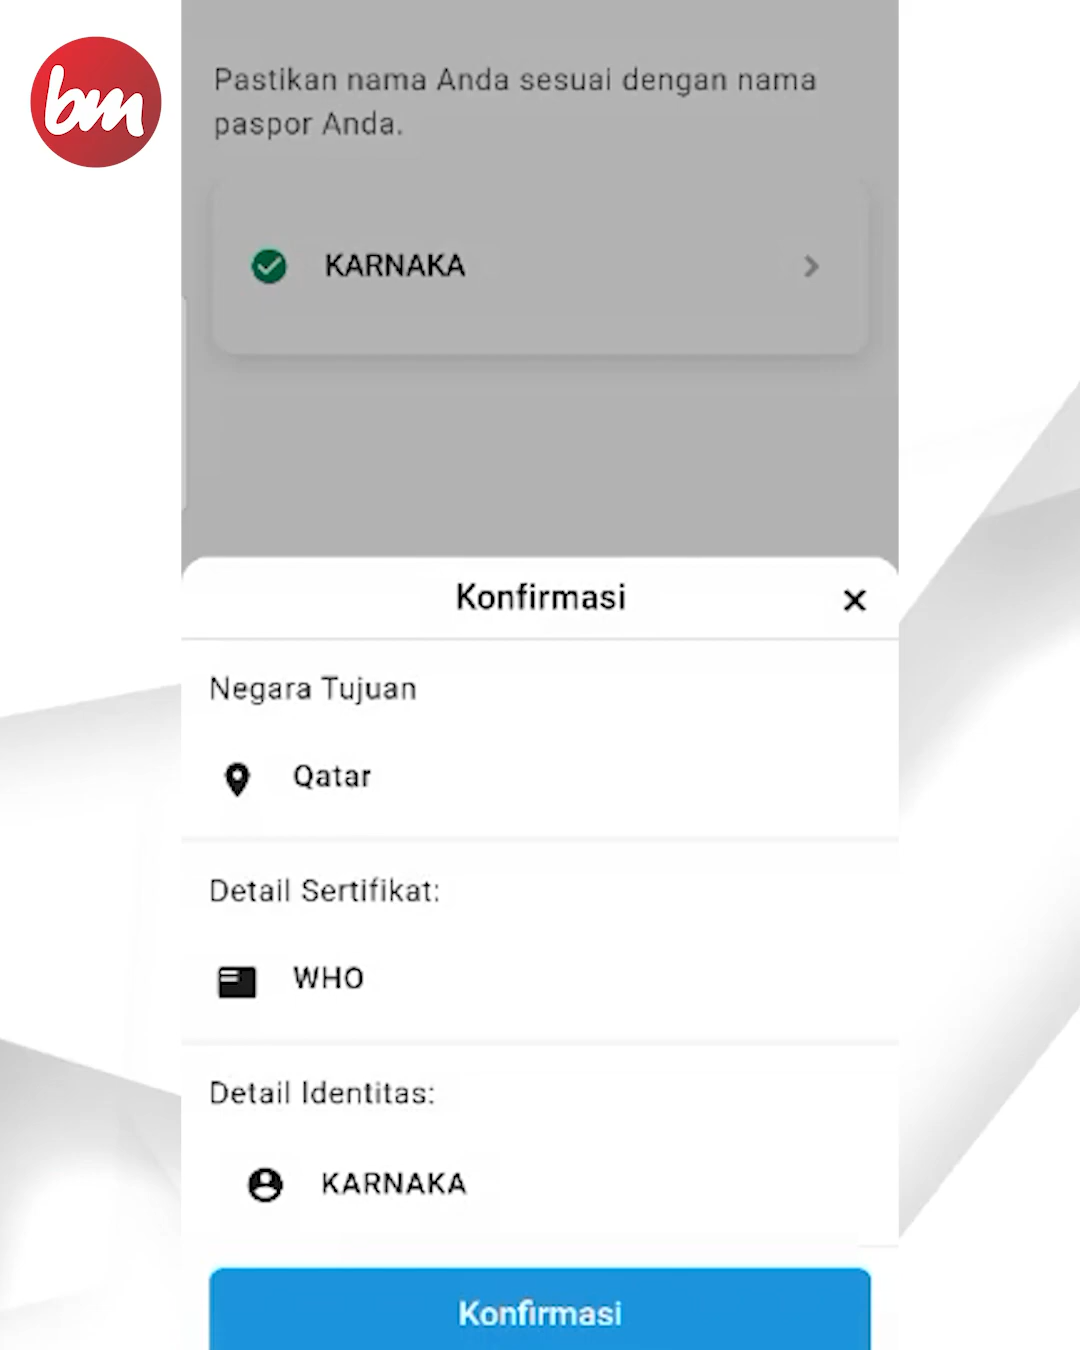 bm
Pastikan nama Anda sesuai dengan nama
paspor Anda.
KARNAKA
Konfirmasi
Negara Tujuan
Qatar
Detail Sertifikat:
WHO
Detail Identitas:
KARNAKA
Konfirmasi